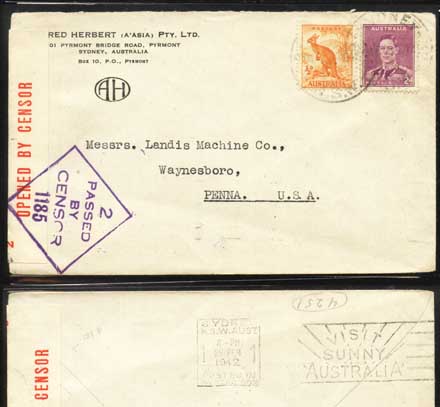 RED HERBERT (A'ASIA) PTY. LTD.
01 PYRMONT BRIDGE ROAD, PYRMONT
SYDNEY, AUSTRALIA
BOX 10, P.O., PYRMONT
AH
AUSTRALIA
AUSTRALIA
Messrs. Landis Machine Co.,
Waynesboro,
PENNA. U.S.A.
OPENED BY CENSOR
2
PASSED
BY
CENSOR
1185
2
(4251)
CENSOR
SYDNEY
N.S.W. AUST
1942
VISIT
SUNNY
AUSTRALIA